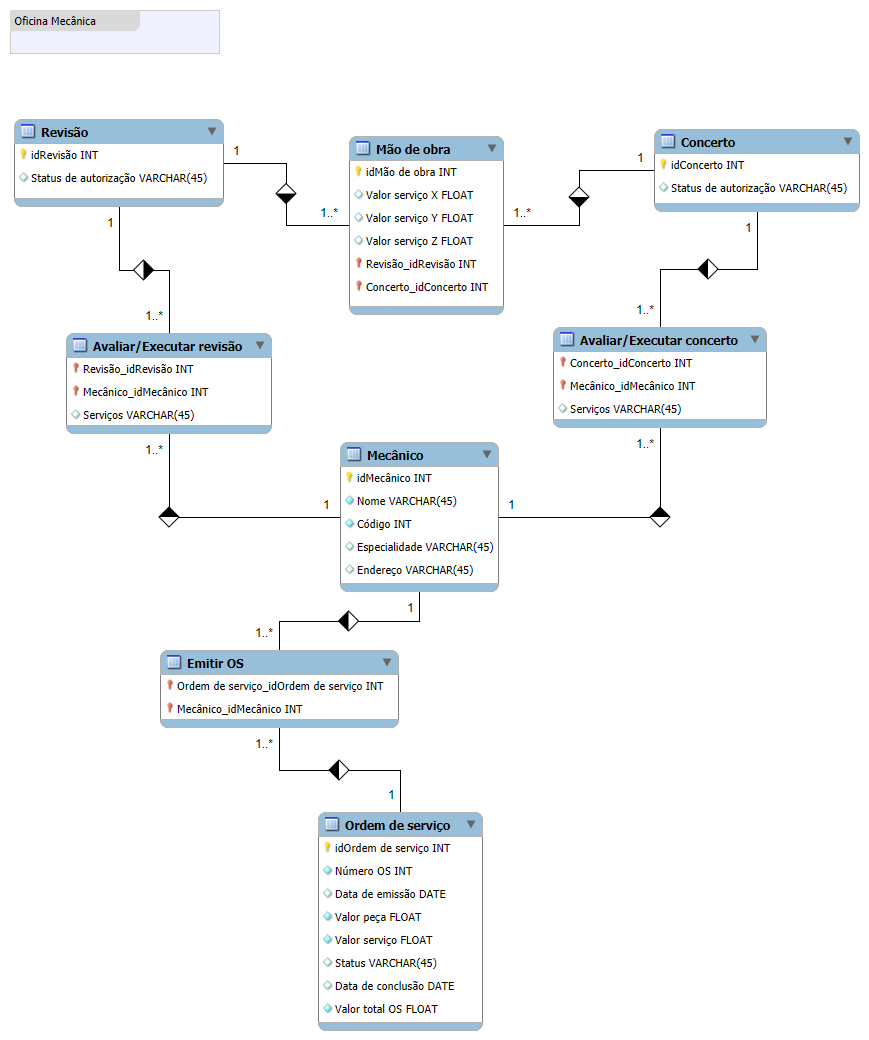 Oficina Mecânica
Revisão
idRevisão INT
Status de autorização VARCHAR(45)
1
1..*
Mão de obra
idMão de obra INT
Valor serviço X FLOAT
Valor serviço Y FLOAT
Valor serviço Z FLOAT
Revisão_idRevisão INT
Concerto_idConcerto INT
1
1..*
Concerto
idConcerto INT
Status de autorização VARCHAR(45)
1
1..*
Avaliar/Executar revisão
Revisão_idRevisão INT
Mecânico_idMecânico INT
Serviços VARCHAR(45)
1..*
1
1
1..*
Avaliar/Executar concerto
Concerto_idConcerto INT
Mecânico_idMecânico INT
Serviços VARCHAR(45)
1..*
1
Mecânico
idMecânico INT
Nome VARCHAR(45)
Código INT
Especialidade VARCHAR(45)
Endereço VARCHAR(45)
1
1..*
Emitir OS
Ordem de serviço_idOrdem de serviço INT
Mecânico_idMecânico INT
1..*
1
Ordem de serviço
idOrdem de serviço INT
Número OS INT
Data de emissão DATE
Valor peça FLOAT
Valor serviço FLOAT
Status VARCHAR(45)
Data de conclusão DATE
Valor total OS FLOAT